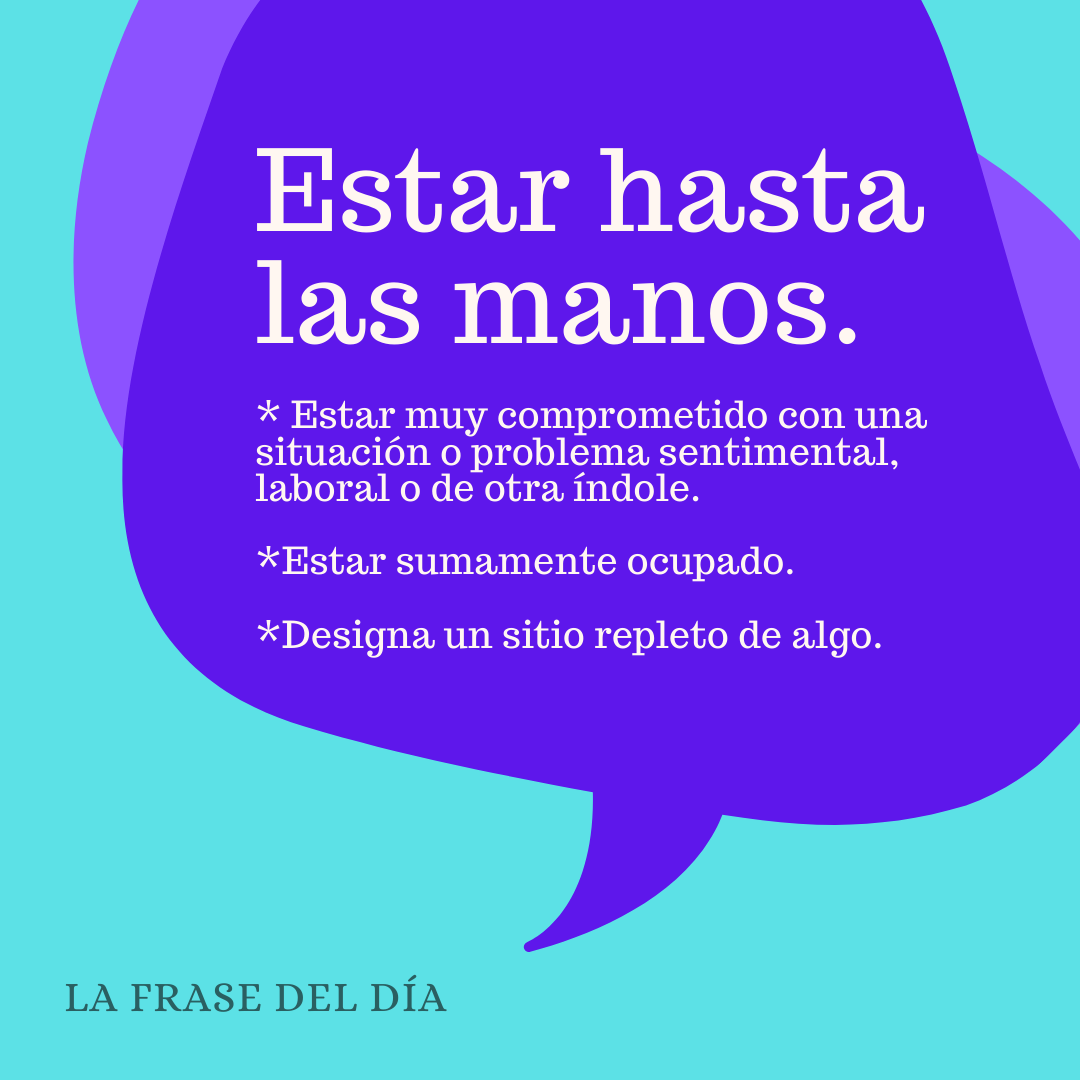 Estar hasta
las manos.
* Estar muy comprometido con una
situación o problema sentimental,
laboral o de otra índole.
*Estar sumamente ocupado.
*Designa un sitio repleto de algo.
LA FRASE DEL DÍA